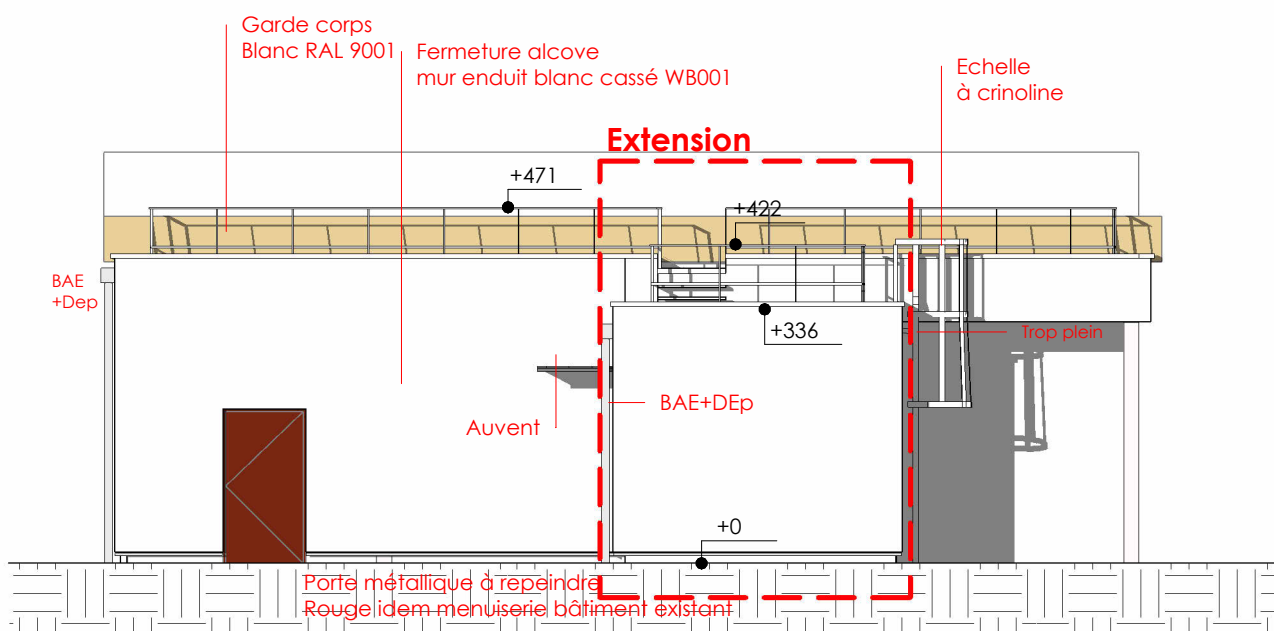 Garde corps
Blanc RAL 9001
Fermeture alcove
mur enduit blanc cassé WB001
Echelle
à crinoline
Extension
+471
+422
BAE
+Dep
+336
Trop plein
BAE+DEp
Auvent
+0
Porte métallique à repeindre
Rouge idem menuiserie bâtiment existant